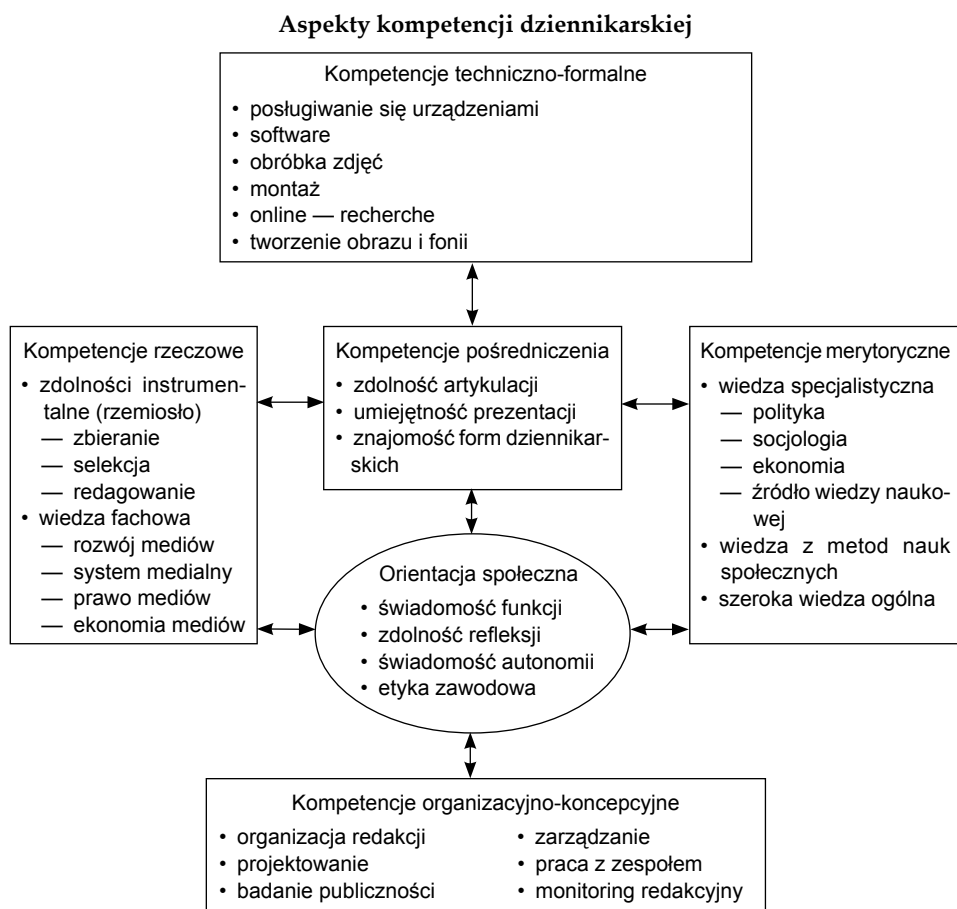 Aspekty kompetencji dziennikarskiej
Kompetencje techniczno-formalne
• posługiwanie się urządzeniami
• software
• obróbka zdjęć
• montaż
• online — recherche
• tworzenie obrazu i fonii
Kompetencje rzeczowe
• zdolności instrumen-
talne (rzemiosło)
— zbieranie
— selekcja
— redagowanie
• wiedza fachowa
— rozwój mediów
— system medialny
— prawo mediów
— ekonomia mediów
Kompetencje pośredniczenia
• zdolność artykulacji
• umiejętność prezentacji
• znajomość form dziennikar-
skich
Kompetencje merytoryczne
• wiedza specjalistyczna
— polityka
— socjologia
— ekonomia
— źródło wiedzy nauko-
wej
• wiedza z metod nauk
społecznych
• szeroka wiedza ogólna
Orientacja społeczna
• świadomość funkcji
• zdolność refleksji
• świadomość autonomii
• etyka zawodowa
Kompetencje organizacyjno-koncepcyjne
• organizacja redakcji
• projektowanie
• badanie publiczności
• zarządzanie
• praca z zespołem
• monitoring redakcyjny